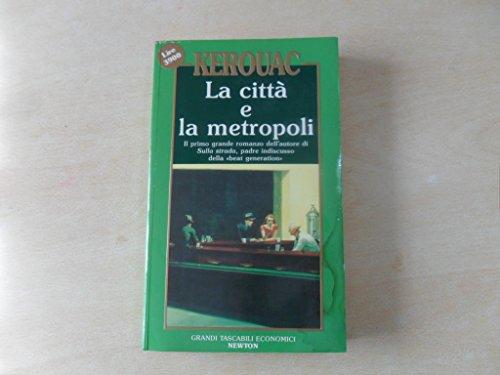 Lire
3900
KEROUAC
La città
e
la metropoli
Il primo grande romanzo dell'autore di
Sulla strada, padre indiscusso
della «beat generation»
GRANDI TASCABILI ECONOMICI
NEWTON